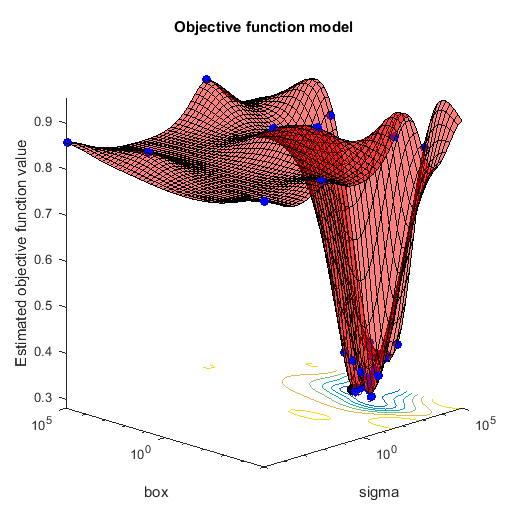 Objective function model
Estimated objective function value
0.9
0.8
0.7
0.6
0.5
0.4
0.3
10^5
10^0
box
10^0
10^5
sigma